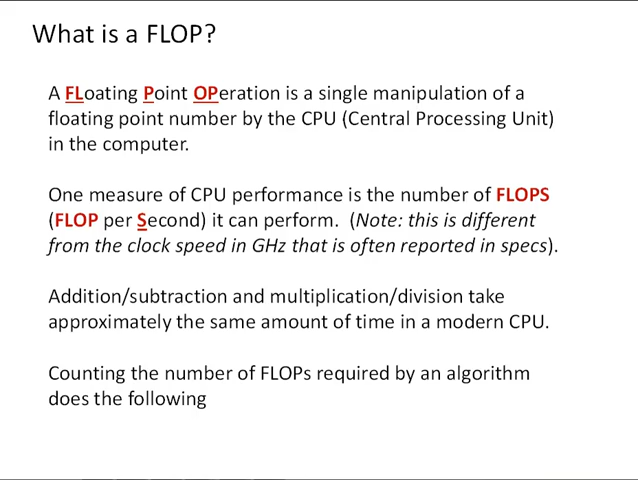 What is a FLOP?
A FLoating Point OPeration is a single manipulation of a
floating point number by the CPU (Central Processing Unit)
in the computer.
One measure of CPU performance is the number of FLOPS
(FLOP per Second) it can perform. (Note: this is different
from the clock speed in GHz that is often reported in specs).
Addition/subtraction and multiplication/division take
approximately the same amount of time in a modern CPU.
Counting the number of FLOPs required by an algorithm
does the following